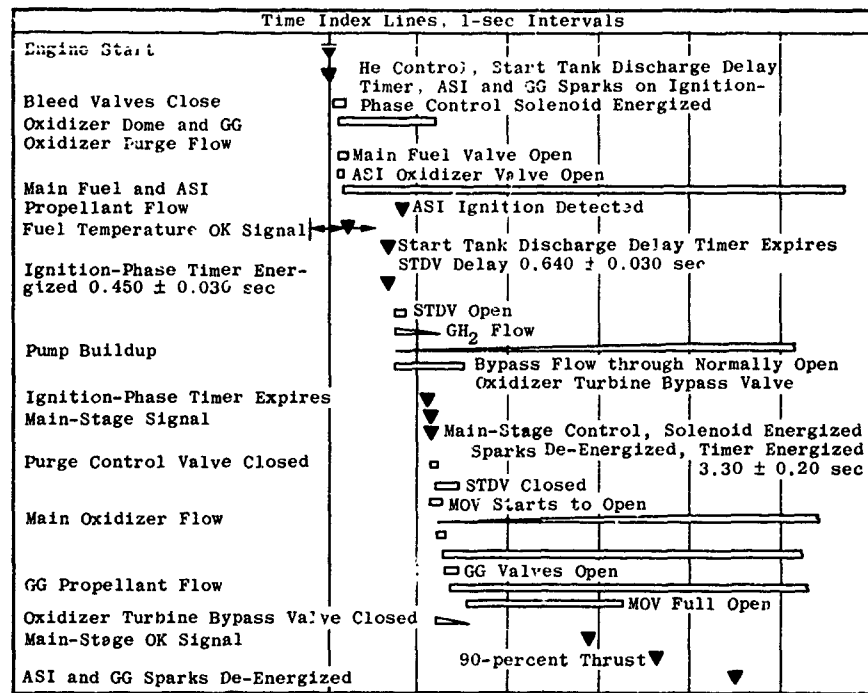 Time Index Lines, 1-sec Intervals
Engine Start
He Control, Start Tank Discharge Delay
Timer, ASI and GG Sparks on Ignition-
Bleed Valves Close
Phase Control Solenoid Energized
Oxidizer Dome and GG
Oxidizer Purge Flow
Main Fuel Valve Open
ASI Oxidizer Valve Open
Main Fuel and ASI
Propellant Flow
ASI Ignition Detected
Fuel Temperature OK Signal
Start Tank Discharge Delay Timer Expires
STDV Delay 0.640 ± 0.030 sec
Ignition-Phase Timer Ener-
gized 0.450 ± 0.030 sec
STDV Open
GH2 Flow
Pump Buildup
Bypass Flow through Normally Open
Oxidizer Turbine Bypass Valve
Ignition-Phase Timer Expires
Main-Stage Signal
Main-Stage Control, Solenoid Energized
Sparks De-Energized, Timer Energized
Purge Control Valve Closed
3.30 ± 0.20 sec
STDV Closed
MOV Starts to Open
Main Oxidizer Flow
GG Valves Open
GG Propellant Flow
MOV Full Open
Oxidizer Turbine Bypass Valve Closed
Main-Stage OK Signal
90-percent Thrust
ASI and GG Sparks De-Energized